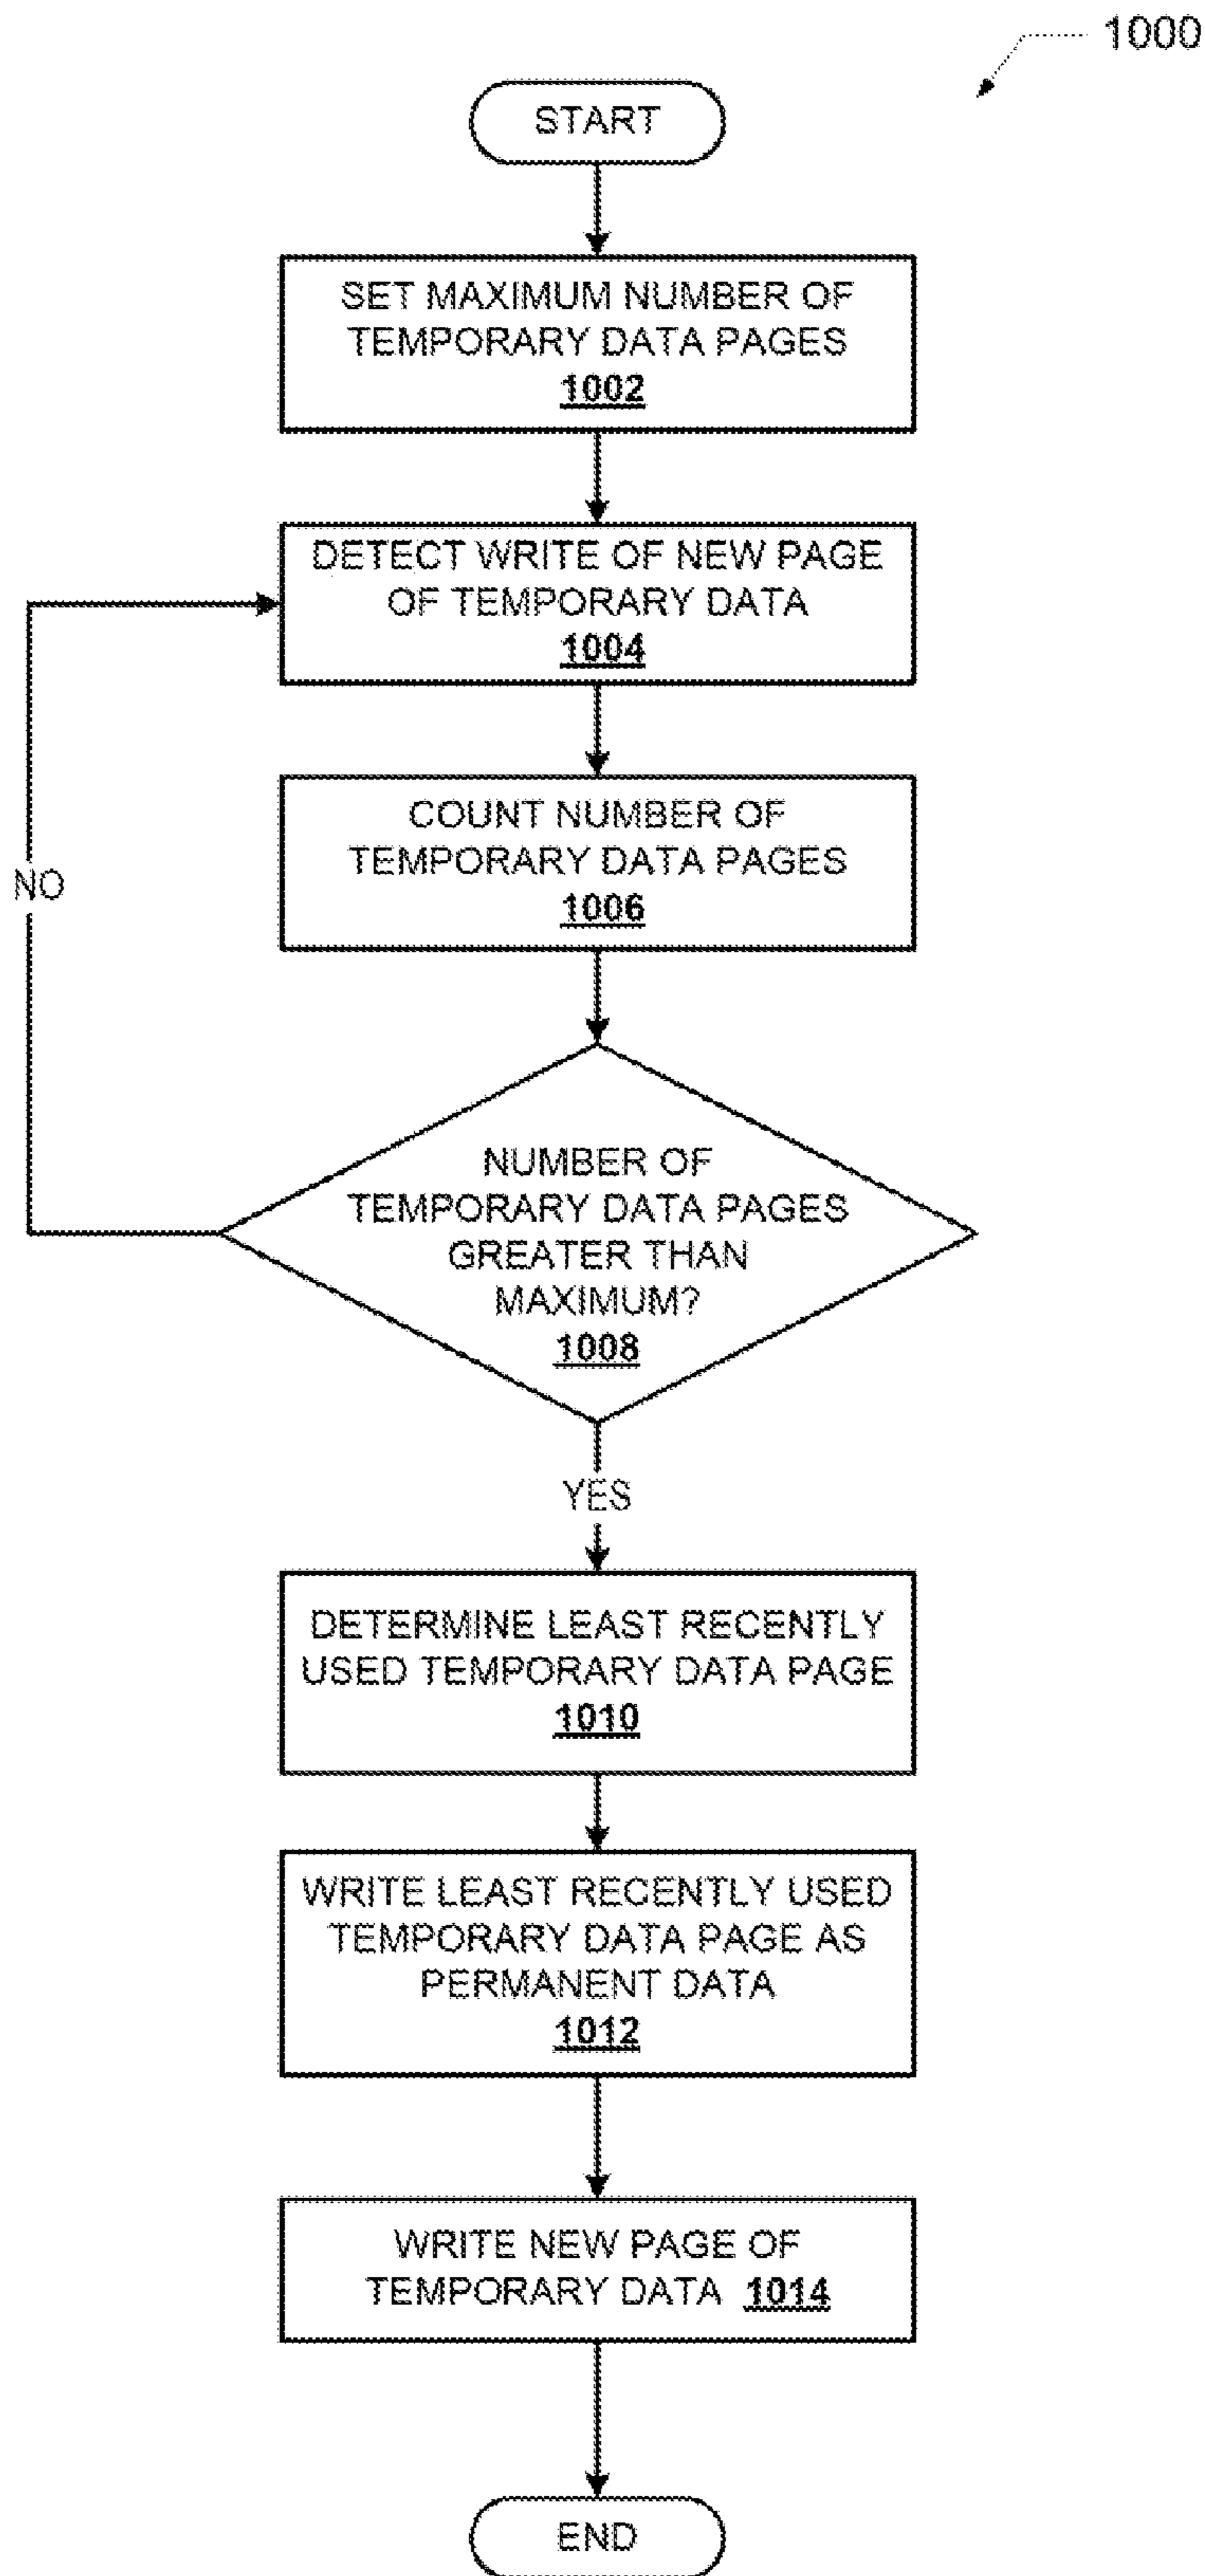 1000
START
SET MAXIMUM NUMBER OF
TEMPORARY DATA PAGES
1002
DETECT WRITE OF NEW PAGE
OF TEMPORARY DATA
1004
COUNT NUMBER OF
TEMPORARY DATA PAGES
1006
NO
NUMBER OF
TEMPORARY DATA PAGES
GREATER THAN
MAXIMUM?
1008
YES
DETERMINE LEAST RECENTLY
USED TEMPORARY DATA PAGE
1010
WRITE LEAST RECENTLY USED
TEMPORARY DATA PAGE AS
PERMANENT DATA
1012
WRITE NEW PAGE OF
TEMPORARY DATA 1014
END